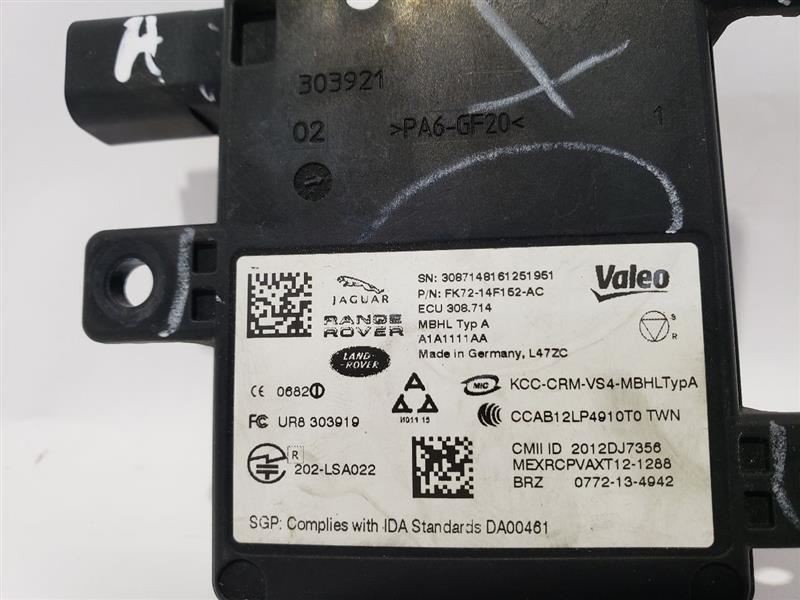 A
303921
02 >PA6-GF20< 1
SN: 3087148161251951
P/N: FK72-14F152-AC
ECU 308.714
MBHL Typ A
A1A1111AA
Made in Germany, L47ZC
Valeo
S
R
JAGUAR
RANGE
ROVER
LAND-
ROVER
CE 0682
FC UR8 303919
R
202-LSA022
A
MIC KCC-CRM-VS4-MBHLTypA
CCAB12LP4910T0 TWN
CMII ID 2012DJ7356
MEXRCPVAXT12-1288
BRZ 0772-13-4942
SGP: Complies with IDA Standards DA00461